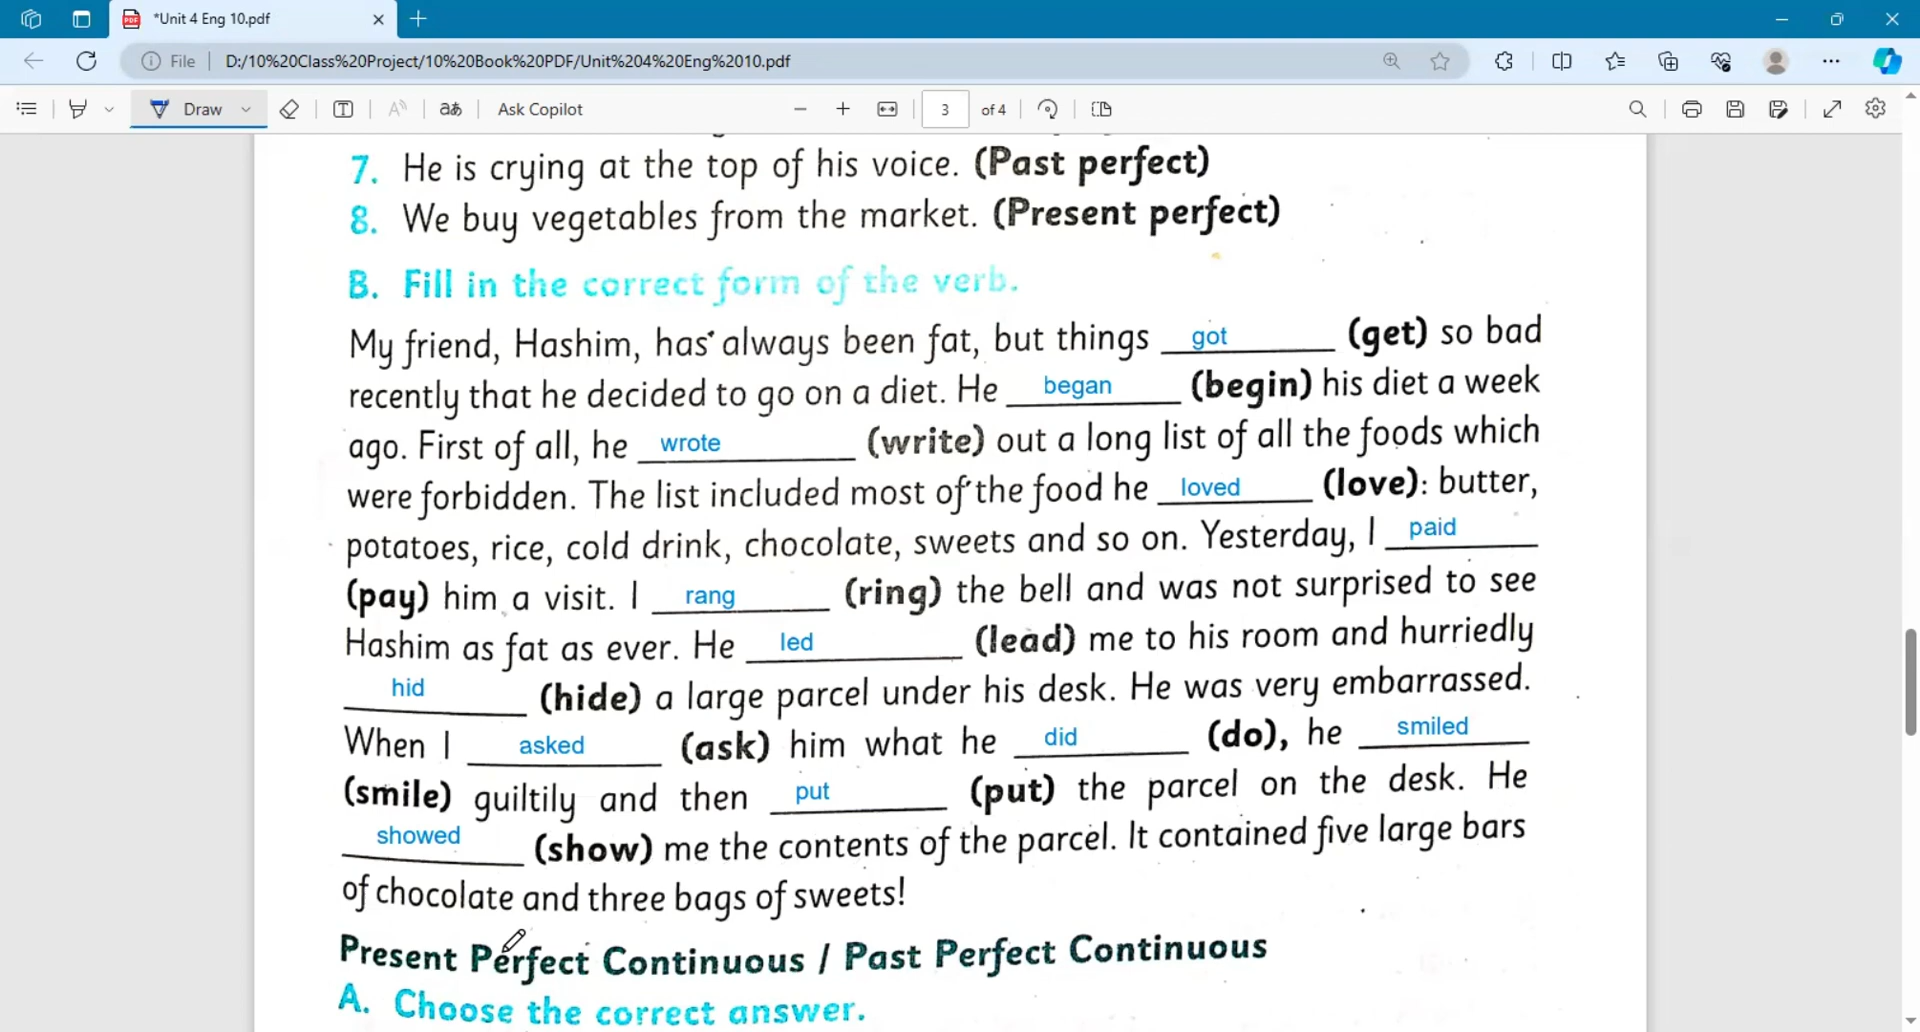 *Unit 4 Eng 10.pdf
File D:/10%20Class%20Project/10%20Book%20PDF/Unit%204%20Eng%2010.pdf
Draw aあ Ask Copilot 3 of 4
7. He is crying at the top of his voice. (Past perfect)
8. We buy vegetables from the market. (Present perfect)
B. Fill in the correct form of the verb.
My friend, Hashim, has always been fat, but things got (get) so bad
recently that he decided to go on a diet. He began (begin) his diet a week
ago. First of all, he wrote (write) out a long list of all the foods which
were forbidden. The list included most of the food he loved (love): butter,
potatoes, rice, cold drink, chocolate, sweets and so on. Yesterday, I paid
(pay) him a visit. I rang (ring) the bell and was not surprised to see
Hashim as fat as ever. He led (lead) me to his room and hurriedly
hid (hide) a large parcel under his desk. He was very embarrassed.
When I asked (ask) him what he did (do), he smiled
(smile) guiltily and then put (put) the parcel on the desk. He
showed (show) me the contents of the parcel. It contained five large bars
of chocolate and three bags of sweets!
Present Perfect Continuous / Past Perfect Continuous
A. Choose the correct answer.